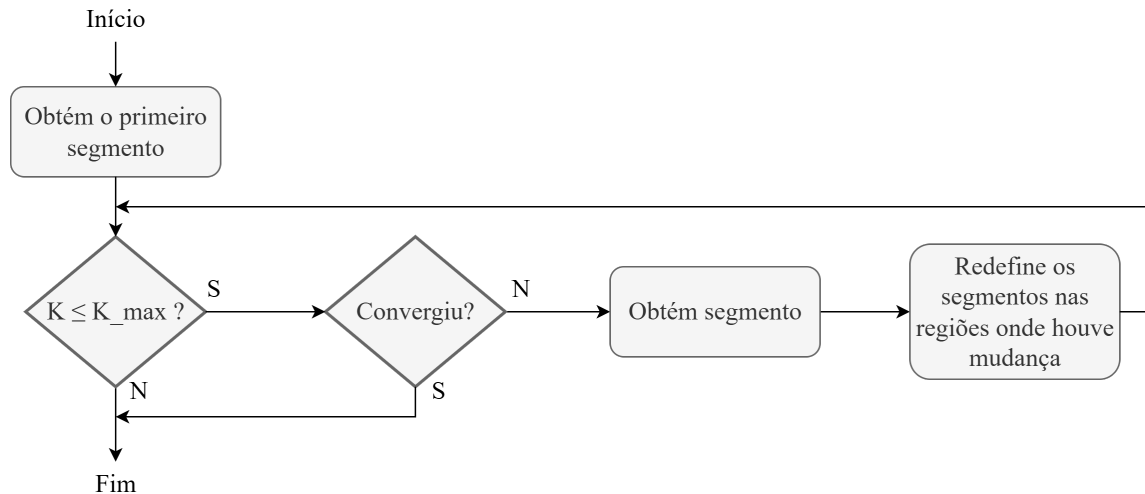 Início
Obtém o primeiro
segmento
K ≤ K_max ?
S
N
Convergiu?
N
S
Obtém segmento
Redefine os
segmentos nas
regiões onde houve
mudança
Fim